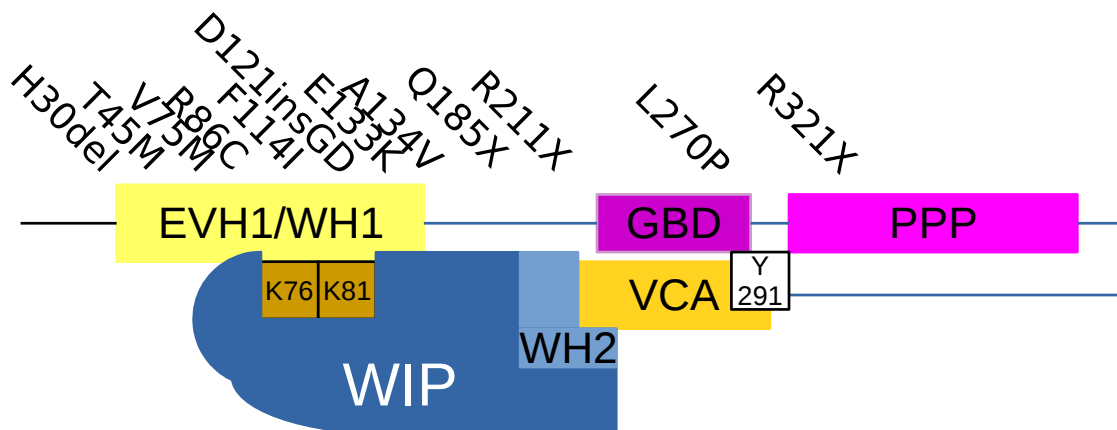 H30del
T45M
V75M
R86C
F114I
D121insGD
E133K
A134V
Q185X
R211X
L270P
R321X
EVH1/WH1
GBD
PPP
K76
K81
VCA
Y
291
WH2
WIP